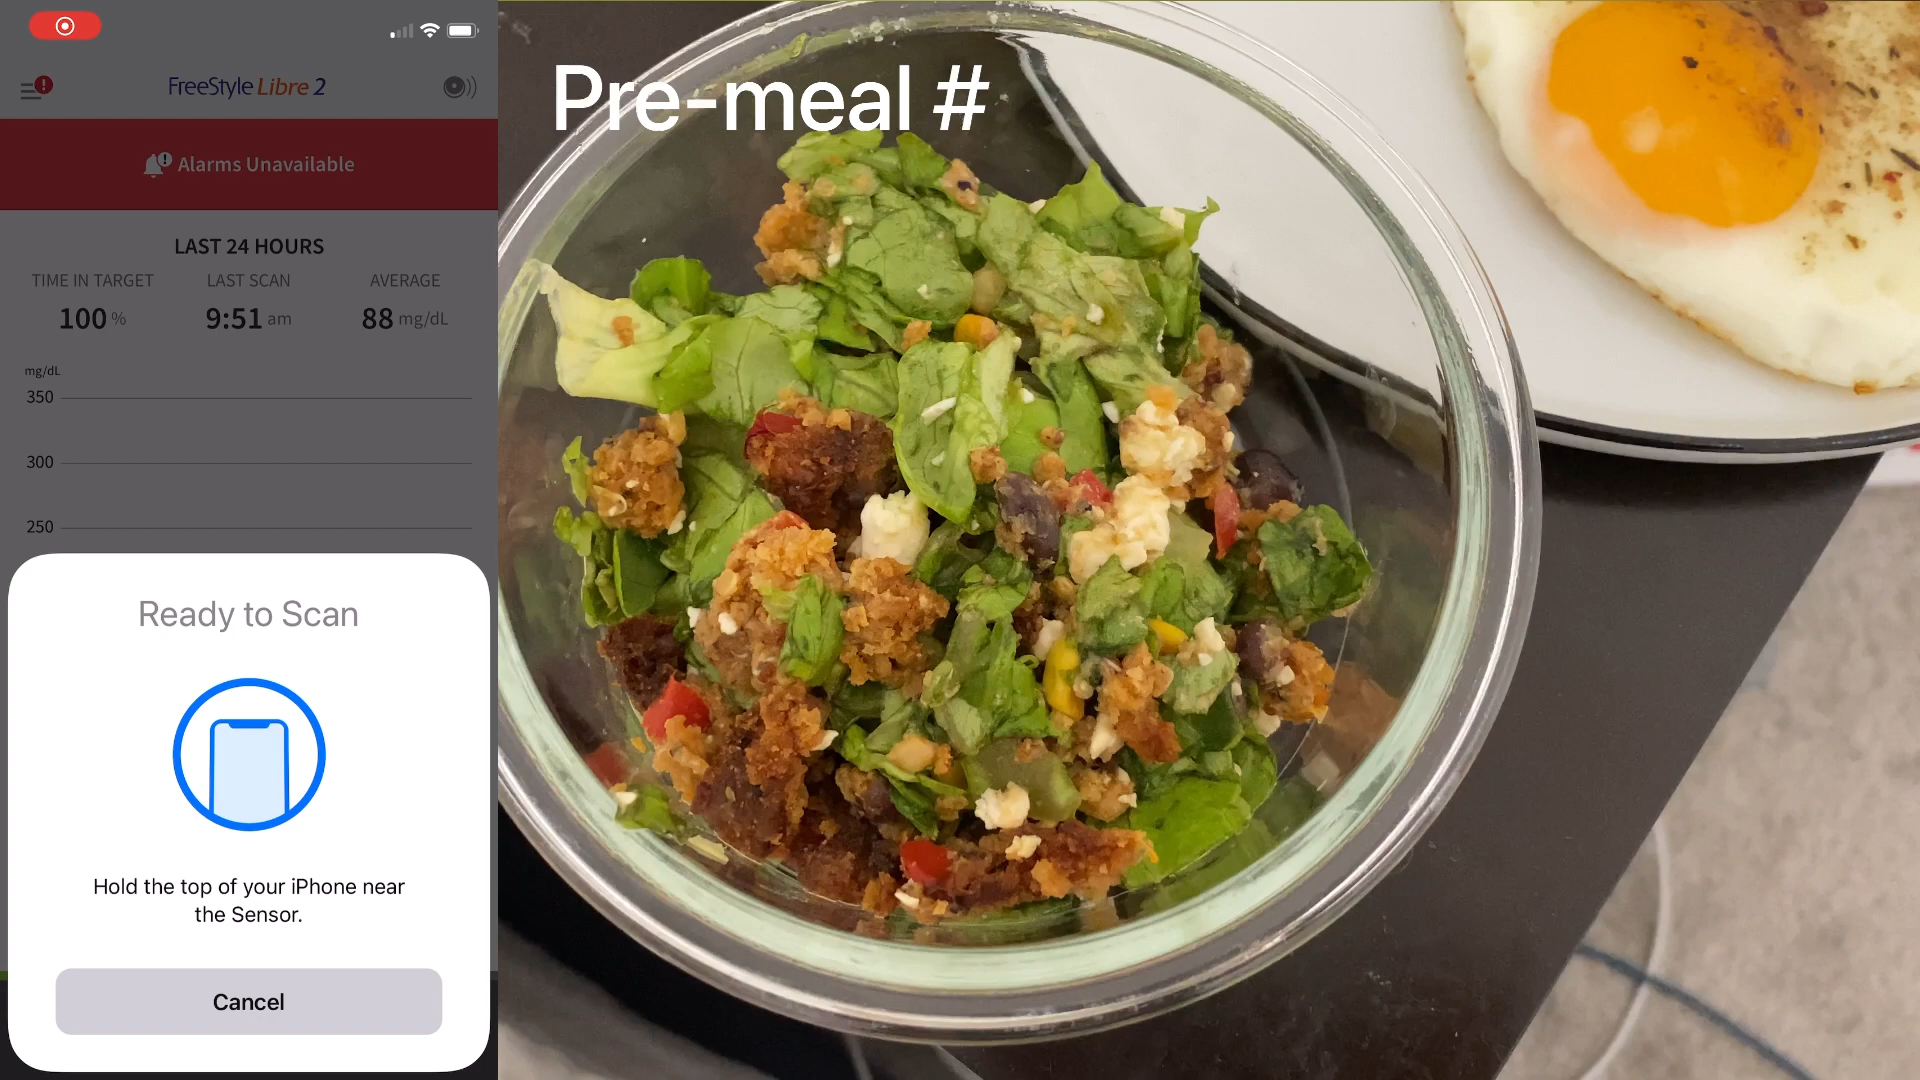 FreeStyle Libre 2
Alarms Unavailable
LAST 24 HOURS
TIME IN TARGET LAST SCAN AVERAGE
100 % 9:51 am 88 mg/dL
mg/dL
350
300
250
Ready to Scan
Hold the top of your iPhone near
the Sensor.
Cancel
Pre-meal #